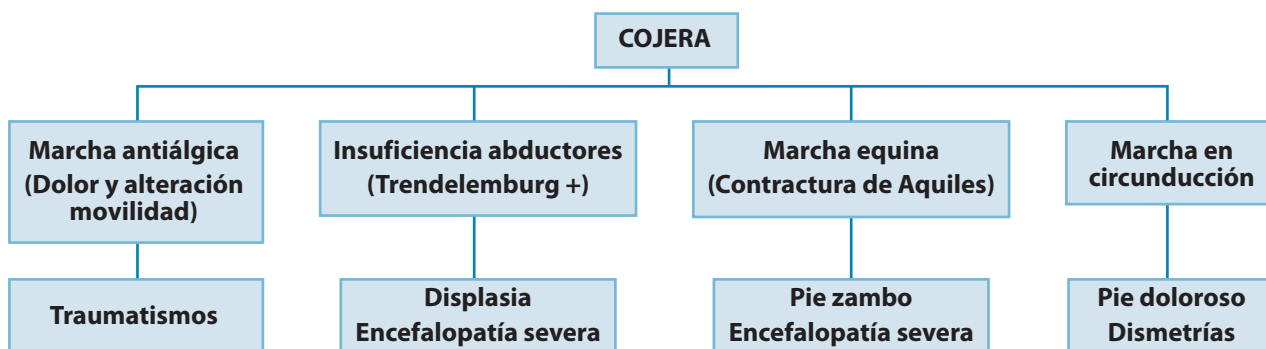 COJERA
Marcha antiálgica
(Dolor y alteración
movilidad)
Insuficiencia abductores
(Trendelemburg +)
Marcha equina
(Contractura de Aquiles)
Marcha en
circunducción
Traumatismos
Displasia
Encefalopatía severa
Pie zambo
Encefalopatía severa
Pie doloroso
Dismetrías